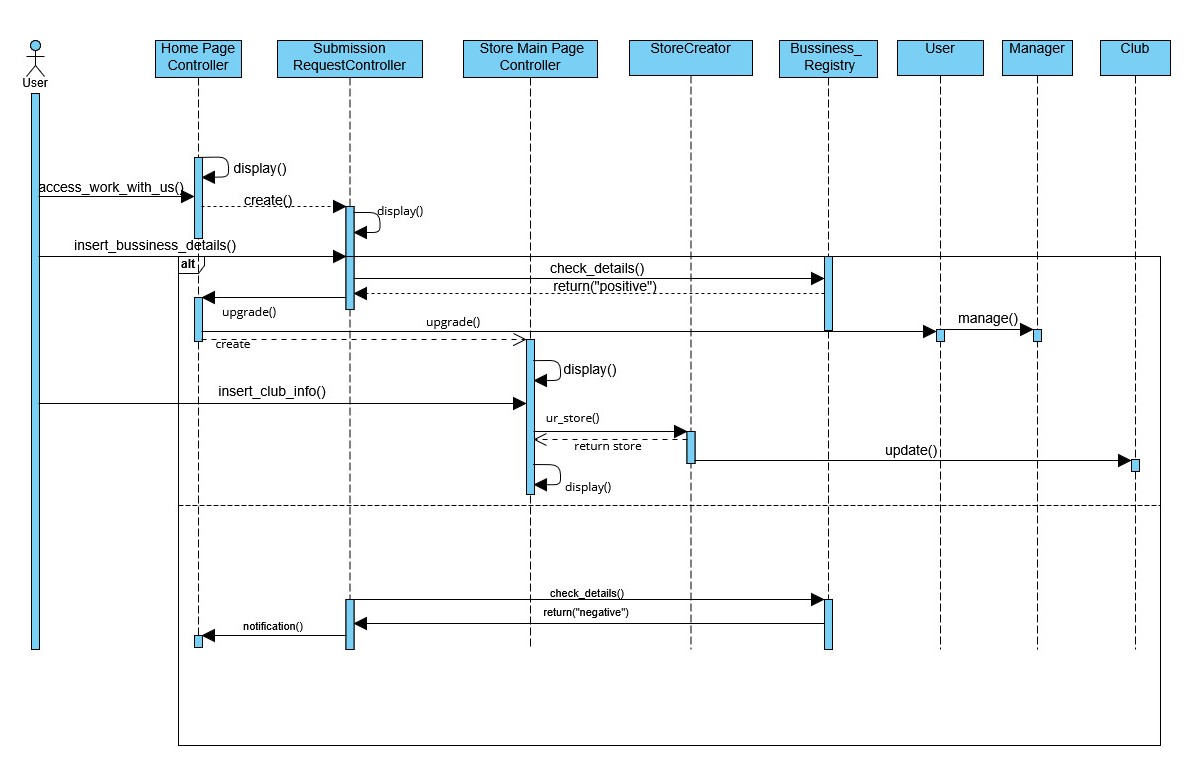 User
Home Page
Controller
Submission
RequestController
Store Main Page
Controller
StoreCreator
Bussiness_
Registry
User
Manager
Club
display()
access_work_with_us()
create()
display()
insert_bussiness_details()
alt
check_details()
return("positive")
upgrade()
upgrade()
manage()
create
display()
insert_club_info()
ur_store()
return store
update()
display()
check_details()
return("negative")
notification()